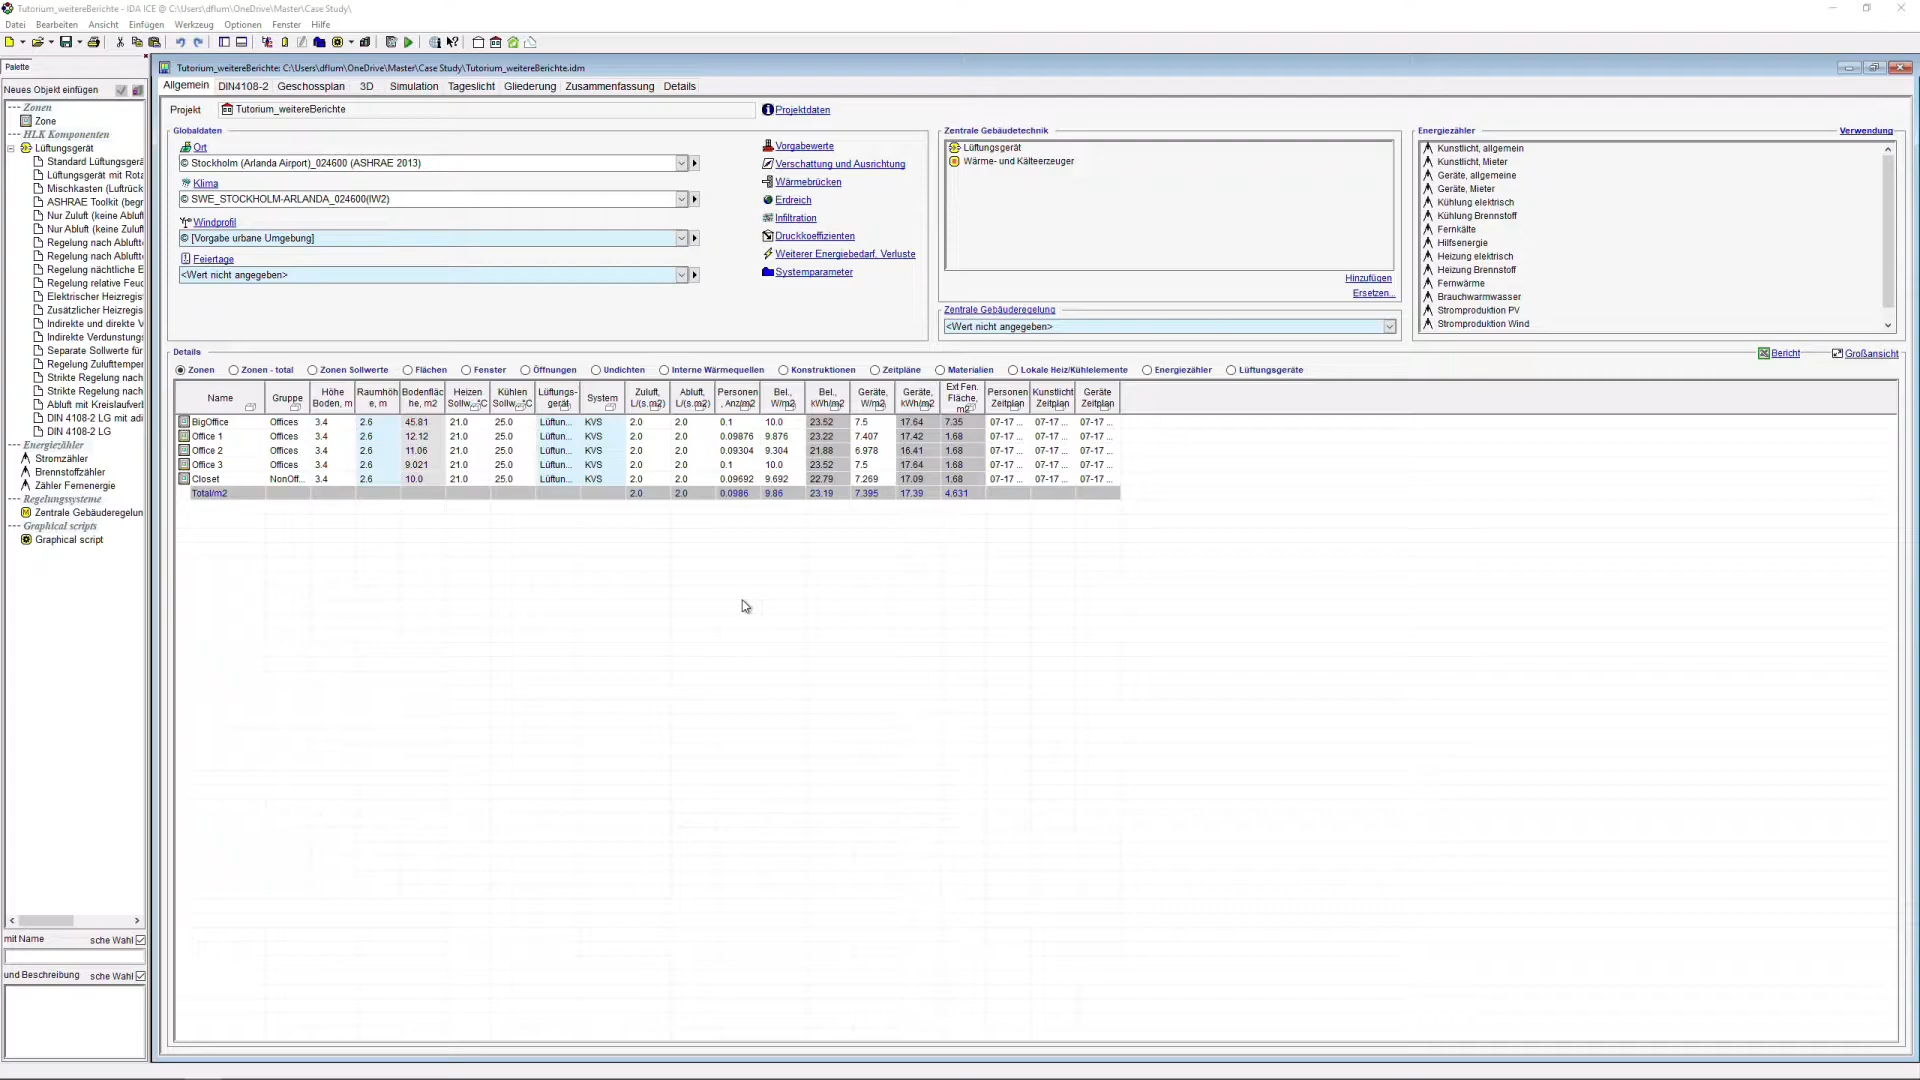 Tutorium_weitereBerichte - IDA ICE @ C:\Users\dflum\OneDrive\Master\Case Study\
Datei Bearbeiten Ansicht Einfügen Werkzeug Optionen Fenster Hilfe
Palette
Neues Objekt einfügen
--- Zonen
Zone
--- HLK Komponenten
Lüftungsgerät
Standard Lüftungsgerä
Lüftungsgerät mit Rota
Mischkasten (Luftrück
ASHRAE Toolkit (begr
Nur Zuluft (keine Abluf
Nur Abluft (keine Zuluf
Regelung nach Abluftt
Regelung nach Abluftt
Regelung nächtliche E
Regelung relative Feuc
Elektrischer Heizregis
Zusätzlicher Heizregis
Indirekte und direkte V
Indirekte Verdunstungs
Separate Sollwerte für
Regelung Zulufttemper
Strikte Regelung nach
Strikte Regelung nach
Abluft mit Kreislaufverl
DIN 4108-2 LG mit adi
DIN 4108-2 LG
--- Energiezähler
Stromzähler
Brennstoffzähler
Zähler Fernenergie
--- Regelungssysteme
Zentrale Gebäuderegelun
--- Graphical scripts
Graphical script
mit Name sche Wahl
und Beschreibung sche Wahl
Tutorium_weitereBerichte: C:\Users\dflum\OneDrive\Master\Case Study\Tutorium_weitereBerichte.idm
Allgemein DIN4108-2 Geschossplan 3D Simulation Tageslicht Gliederung Zusammenfassung Details
Projekt Tutorium_weitereBerichte Projektdaten
Globaldaten
Ort
© Stockholm (Arlanda Airport)_024600 (ASHRAE 2013)
Klima
© SWE_STOCKHOLM-ARLANDA_024600(IW2)
Windprofil
© [Vorgabe urbane Umgebung]
Feiertage
<Wert nicht angegeben>
Vorgabewerte
Verschattung und Ausrichtung
Wärmebrücken
Erdreich
Infiltration
Druckkoeffizienten
Weiterer Energiebedarf, Verluste
Systemparameter
Zentrale Gebäudetechnik
Lüftungsgerät
Wärme- und Kälteerzeuger
Hinzufügen
Ersetzen...
Zentrale Gebäuderegelung
<Wert nicht angegeben>
Energiezähler Verwendung
Kunstlicht, allgemein
Kunstlicht, Mieter
Geräte, allgemeine
Geräte, Mieter
Kühlung elektrisch
Kühlung Brennstoff
Fernkälte
Hilfsenergie
Heizung elektrisch
Heizung Brennstoff
Fernwärme
Brauchwarmwasser
Stromproduktion PV
Stromproduktion Wind
Details Bericht Großansicht
Zonen Zonen - total Zonen Sollwerte Flächen Fenster Öffnungen Undichten Interne Wärmequellen Konstruktionen Zeitpläne Materialien Lokale Heiz/Kühlelemente Energiezähler Lüftungsgeräte
Name Gruppe Höhe Boden, m Raumhöh e, m Bodenfläc he, m2 Heizen Sollw...°C Kühlen Sollw...°C Lüftungs- gerät System Zuluft, L/(s.m2) Abluft, L/(s.m2) Personen , Anz/m2 Bel., W/m2 Bel., kWh/m2 Geräte, W/m2 Geräte, kWh/m2 Ext Fen. Fläche, m2 Personen Zeitplan Kunstlicht Zeitplan Geräte Zeitplan
BigOffice Offices 3.4 2.6 45.81 21.0 25.0 Lüftun... KVS 2.0 2.0 0.1 10.0 23.52 7.5 17.64 7.35 07-17 ... 07-17 ... 07-17 ...
Office 1 Offices 3.4 2.6 12.12 21.0 25.0 Lüftun... KVS 2.0 2.0 0.09876 9.876 23.22 7.407 17.42 1.68 07-17 ... 07-17 ... 07-17 ...
Office 2 Offices 3.4 2.6 11.06 21.0 25.0 Lüftun... KVS 2.0 2.0 0.09304 9.304 21.88 6.978 16.41 1.68 07-17 ... 07-17 ... 07-17 ...
Office 3 Offices 3.4 2.6 9.021 21.0 25.0 Lüftun... KVS 2.0 2.0 0.1 10.0 23.52 7.5 17.64 1.68 07-17 ... 07-17 ... 07-17 ...
Closet NonOff... 3.4 2.6 10.0 21.0 25.0 Lüftun... KVS 2.0 2.0 0.09692 9.692 22.79 7.269 17.09 1.68 07-17 ... 07-17 ... 07-17 ...
Total/m2 2.0 2.0 0.0986 9.86 23.19 7.395 17.39 4.631